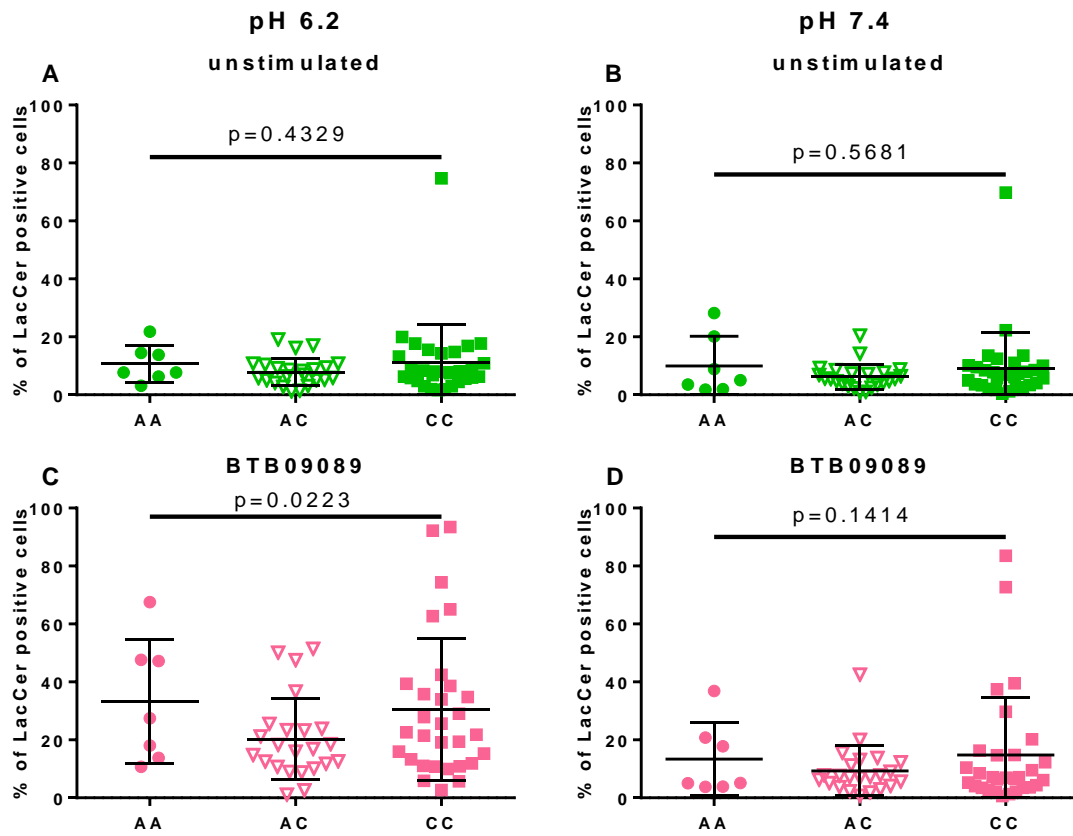 pH 6.2
pH 7.4
A
unstimulated
B
unstimulated
% of LacCer positive cells
100
80
60
40
20
0
p=0.4329
AA
AC
CC
% of LacCer positive cells
100
80
60
40
20
0
p=0.5681
AA
AC
CC
C
BTB09089
D
BTB09089
% of LacCer positive cells
100
80
60
40
20
0
p=0.0223
AA
AC
CC
% of LacCer positive cells
100
80
60
40
20
0
p=0.1414
AA
AC
CC